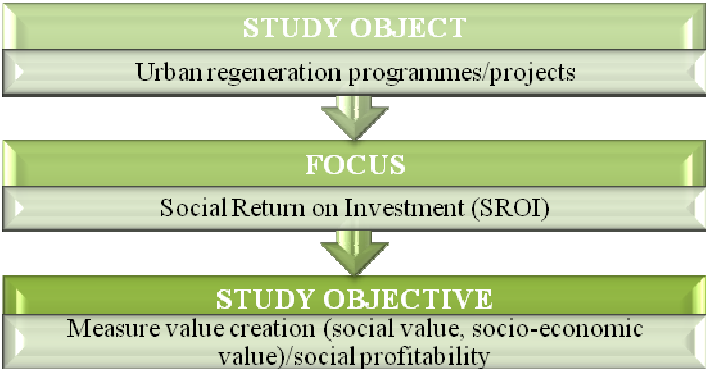 STUDY OBJECT
Urban regeneration programmes/projects
FOCUS
Social Return on Investment (SROI)
STUDY OBJECTIVE
Measure value creation (social value, socio-economic
value)/social profitability